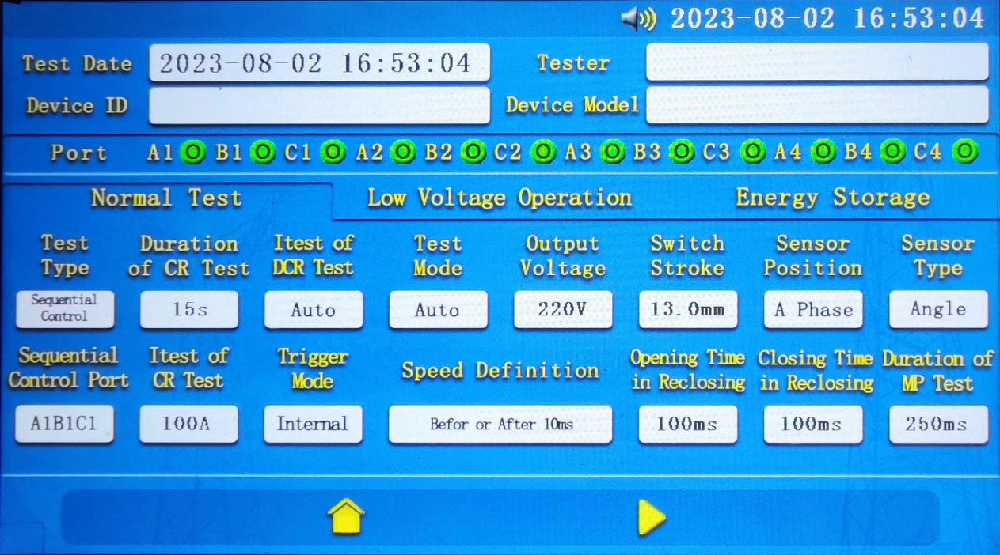 2023-08-02 16:53:04
Test Date 2023-08-02 16:53:04 Tester
Device ID Device Model
Port A1 B1 C1 A2 B2 C2 A3 B3 C3 A4 B4 C4
Normal Test Low Voltage Operation Energy Storage
Test Duration Itest of Test Output Switch Sensor Sensor
Type of CR Test DCR Test Mode Voltage Stroke Position Type
Sequential
Control 15s Auto Auto 220V 13.0mm A Phase Angle
Sequential Itest of Trigger Speed Definition Opening Time Closing Time Duration of
Control Port CR Test Mode in Reclosing in Reclosing MP Test
A1B1C1 100A Internal Befor or After 10ms 100ms 100ms 250ms